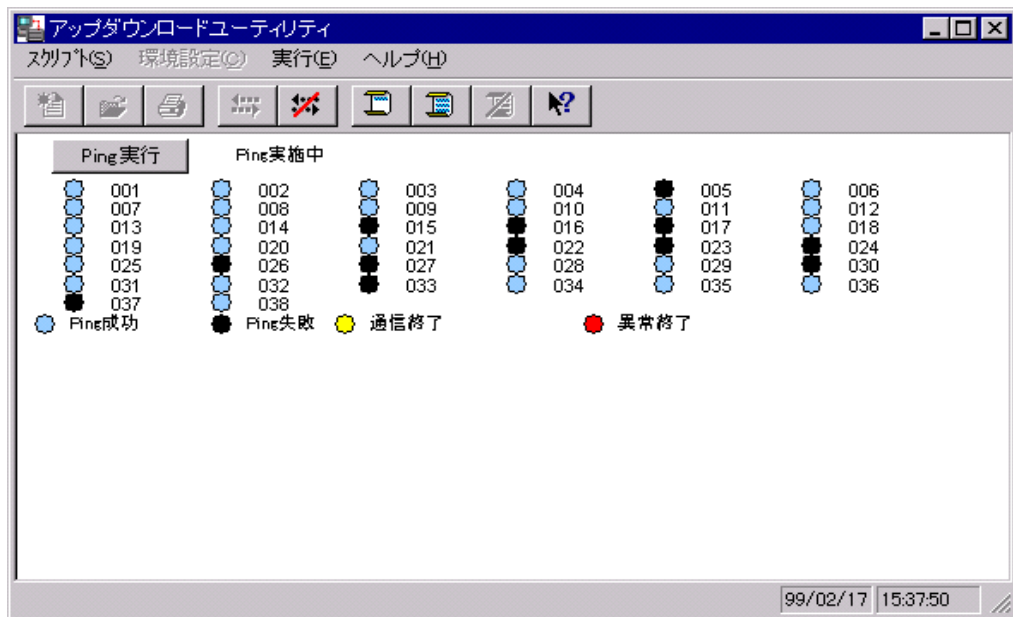 アップダウンロードユーティリティ
スクリプト(S) 環境設定(C) 実行(E) ヘルプ(H)
Ping実行 Ping実施中
001 002 003 004 005 006
007 008 009 010 011 012
013 014 015 016 017 018
019 020 021 022 023 024
025 026 027 028 029 030
031 032 033 034 035 036
037 038
Ping成功 Ping失敗 通信終了 異常終了
99/02/17 15:37:50